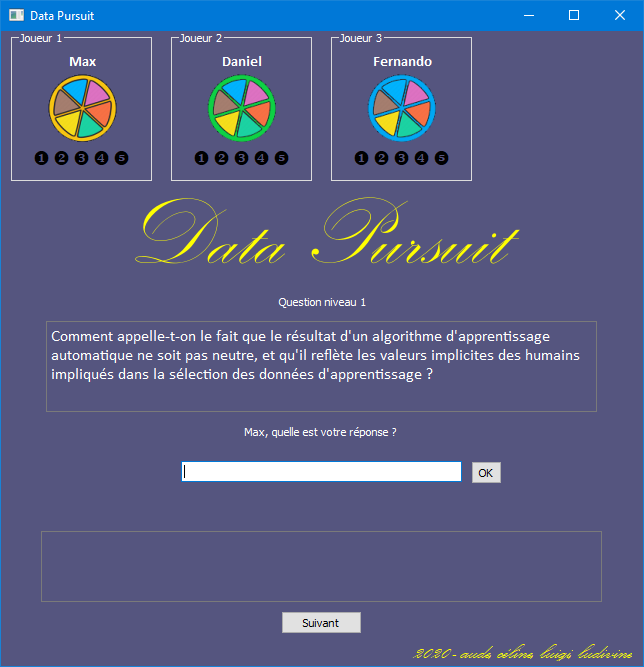 Data Pursuit
Joueur 1
Joueur 2
Joueur 3
Max
Daniel
Fernando
1 2 3 4 5
1 2 3 4 5
1 2 3 4 5
Data Pursuit
Question niveau 1
Comment appelle-t-on le fait que le résultat d'un algorithme d'apprentissage
automatique ne soit pas neutre, et qu'il reflète les valeurs implicites des humains
impliqués dans la sélection des données d'apprentissage ?
Max, quelle est votre réponse ?
OK
Suivant
2020 - aude céline luigi ludivine